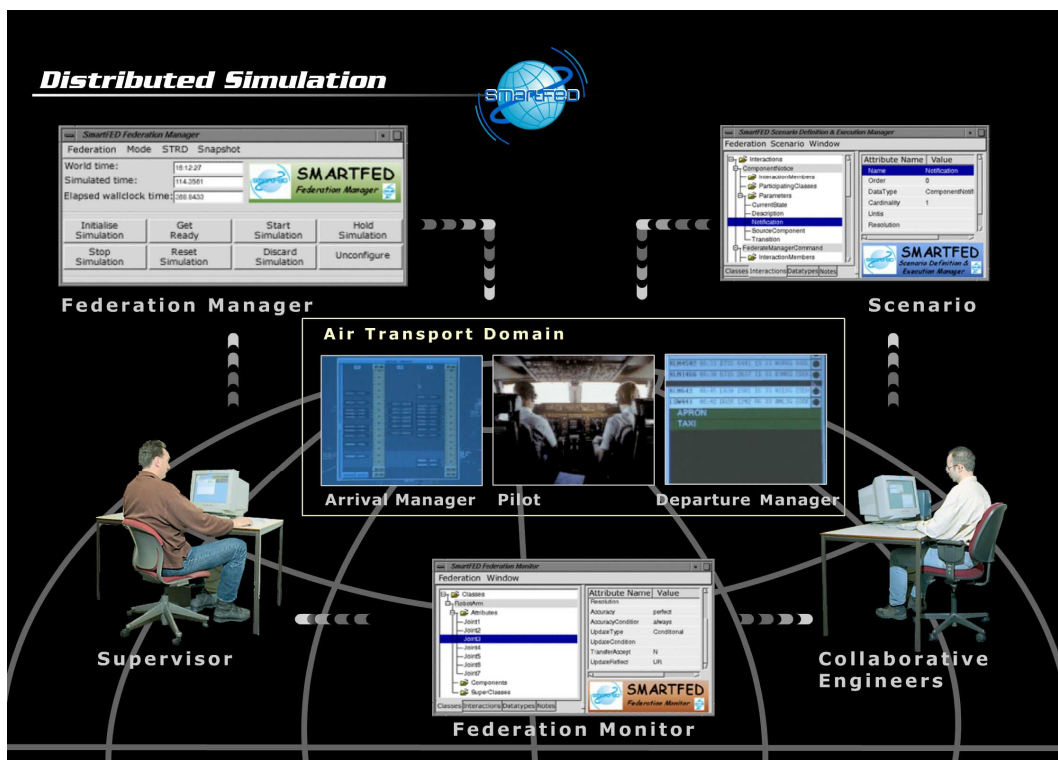 Distributed Simulation
SmartFED
SmartFED Federation Manager
Federation Mode STRD Snapshot
World time:
Simulated time: 114.3561
Elapsed wallclock time:
SMARTFED
Federation Manager
Initialise Simulation
Get Ready
Start Simulation
Hold Simulation
Stop Simulation
Reset Simulation
Discard Simulation
Unconfigure
Federation Manager
SmartFED Scenario Definition & Execution Manager
Federation Scenario Window
Interactions
ComponentNotice
InteractionMembers
ParticipatingClasses
Parameters
CurrentState
Description
Notification
SourceComponent
Transition
FederateManagerCommand
InteractionMembers
Classes Interactions Datatypes Notes
Attribute Name Value
Name Notification
Order 0
DataType ComponentNotif
Cardinality 1
Resolution
SMARTFED
Scenario Definition &
Execution Manager
Scenario
Air Transport Domain
APRON
TAXI
Arrival Manager
Pilot
Departure Manager
Supervisor
Collaborative
Engineers
SmartFED Federation Monitor
Federation Window
Classes
RobotArm
Attributes
Joint1
Joint2
Joint3
Joint4
Joint5
Joint6
Joint7
Components
SuperClasses
Classes Interactions Datatypes Notes
Attribute Name Value
Resolution
Accuracy perfect
AccuracyCondition always
UpdateType Conditional
UpdateCondition
TransferAccept N
UpdateReflect UR
SMARTFED
Federation Monitor
Federation Monitor